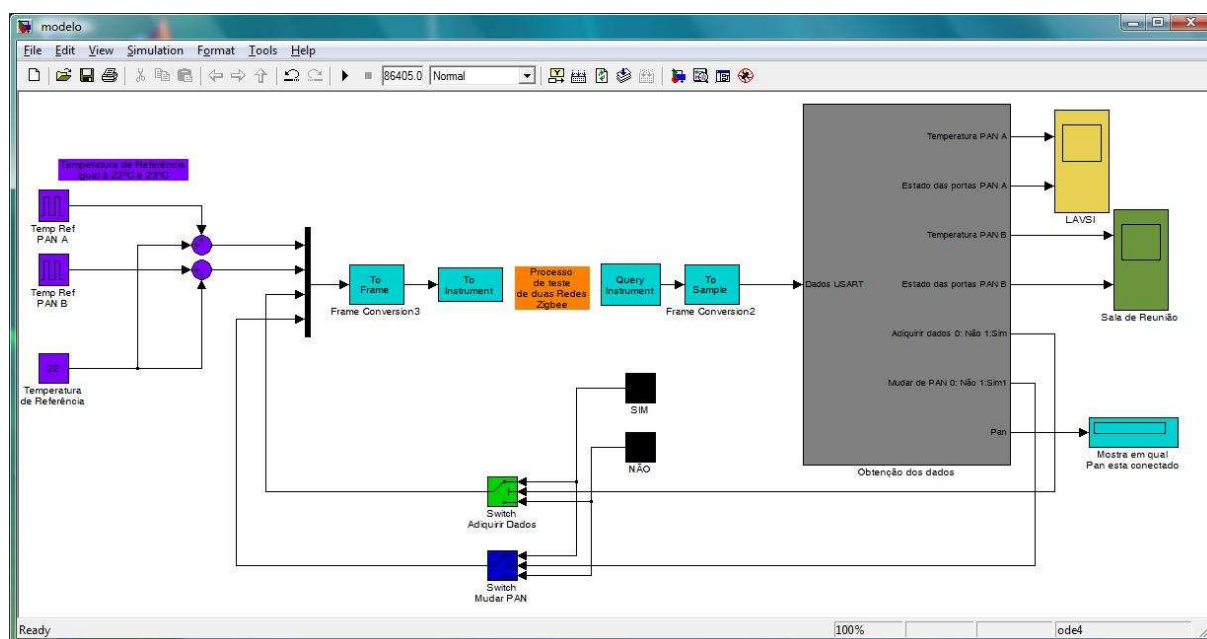 modelo
File Edit View Simulation Format Tools Help
86405.0 Normal
Temperatura de Referência
Igual à 22ºC e 23ºC
Temp Ref
PAN A
Temp Ref
PAN B
22
Temperatura
de Referência
To
Frame
Frame Conversion3
To
Instrument
Processo
de teste
de duas Redes
Zigbee
Query
Instrument
To
Sample
Frame Conversion2
Dados USART
Temperatura PAN A
Estado das portas PAN A
Temperatura PAN B
Estado das portas PAN B
Adiquirir dados 0: Não 1:Sim
Mudar de PAN 0: Não 1:Sim1
Pan
Obtenção dos dados
LAVSI
Sala de Reunião
Mostra em qual
Pan esta conectado
SIM
NÃO
Switch
Adiquirir Dados
Switch
Mudar PAN
Ready
100%
ode4